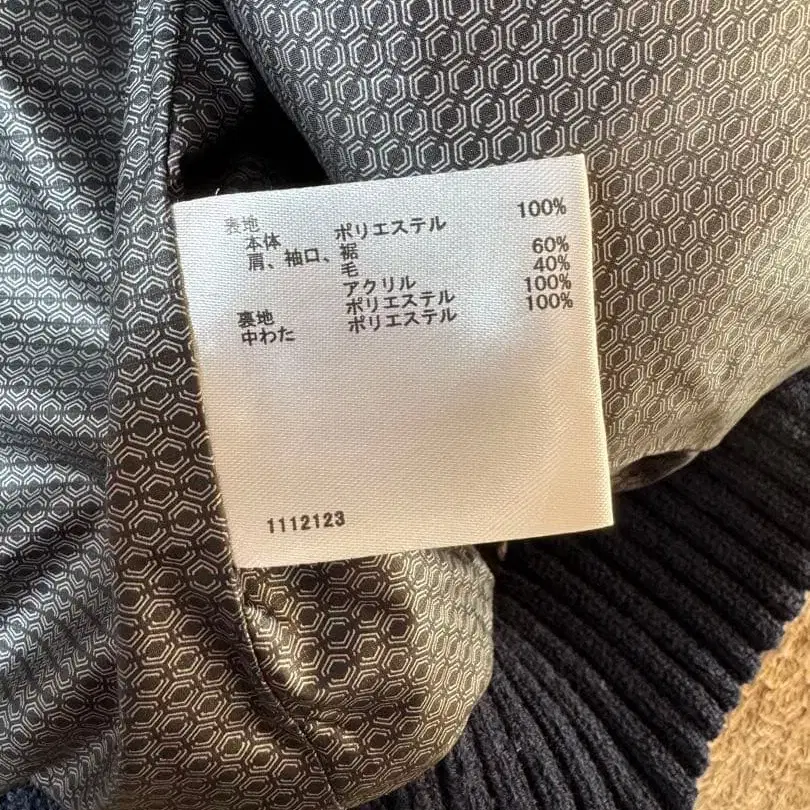 表地
本体 ポリエステル 100%
肩、袖口、裾
毛 60%
アクリル 40%
裏地 ポリエステル 100%
中わた ポリエステル 100%
1112123